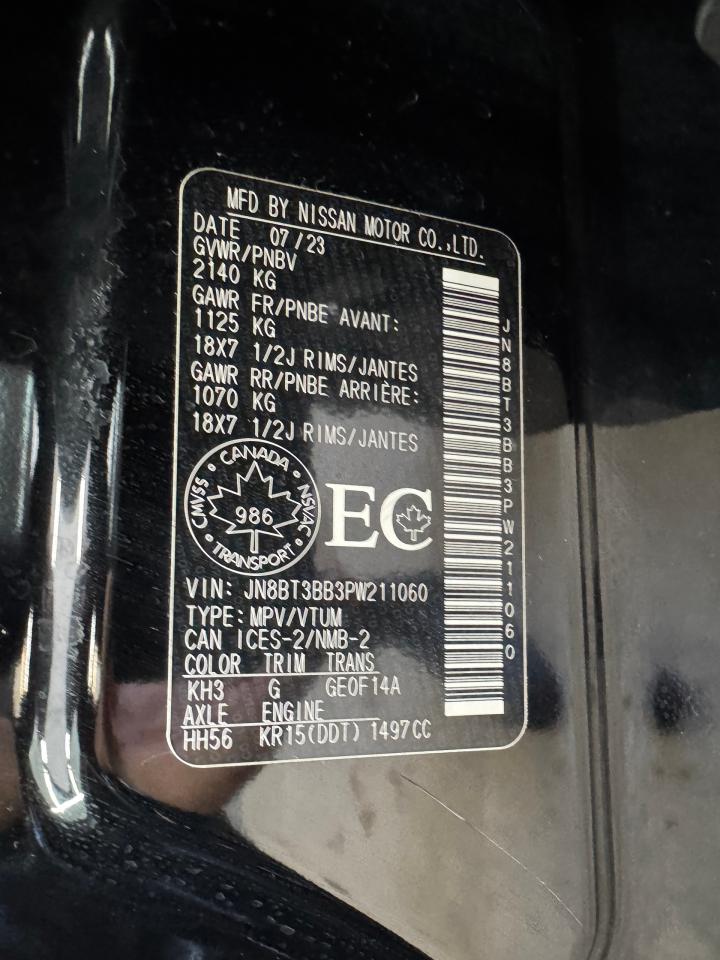 MFD BY NISSAN MOTOR CO.,LTD.
DATE 07/23
GVWR/PNBV
2140 KG
GAWR FR/PNBE AVANT:
1125 KG
18X7 1/2J RIMS/JANTES
GAWR RR/PNBE ARRIÈRE:
1070 KG
18X7 1/2J RIMS/JANTES
CANADA
CMVSS • NSVAC
986
TRANSPORT
EC
VIN: JN8BT3BB3PW211060
TYPE: MPV/VTUM
CAN ICES-2/NMB-2
COLOR TRIM TRANS
KH3 G GE0F14A
AXLE ENGINE
HH56 KR15(DDT) 1497CC
JN8BT3BB3PW211060